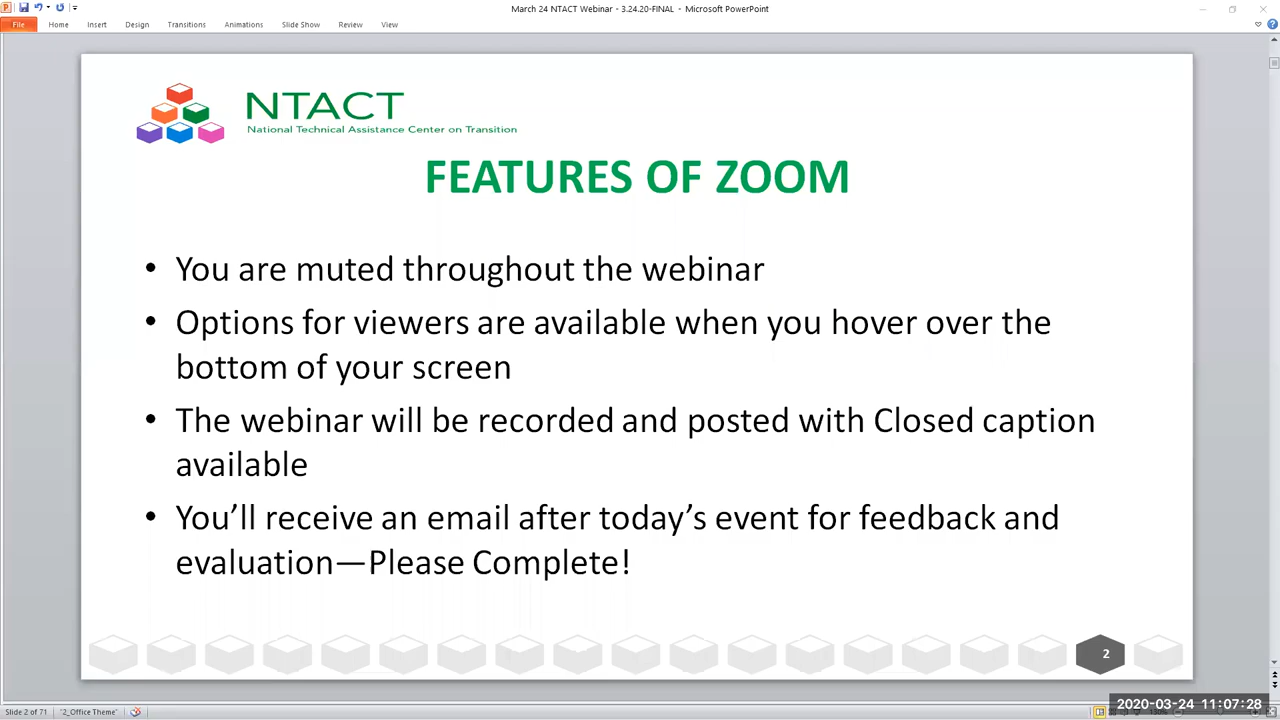 March 24 NTACT Webinar - 3.24.20-FINAL - Microsoft PowerPoint
File Home Insert Design Transitions Animations Slide Show Review View
NTACT
National Technical Assistance Center on Transition
FEATURES OF ZOOM
• You are muted throughout the webinar
• Options for viewers are available when you hover over the
bottom of your screen
• The webinar will be recorded and posted with Closed caption
available
• You’ll receive an email after today’s event for feedback and
evaluation—Please Complete!
2
Slide 2 of 71 "2_Office Theme"
2020-03-24 11:07:28